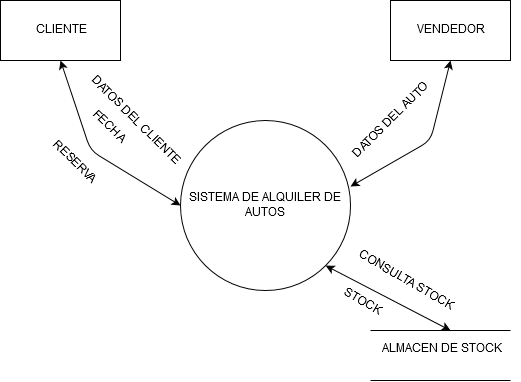 CLIENTE
VENDEDOR
DATOS DEL CLIENTE
FECHA
RESERVA
DATOS DEL AUTO
SISTEMA DE ALQUILER DE
AUTOS
CONSULTA STOCK
STOCK
ALMACEN DE STOCK